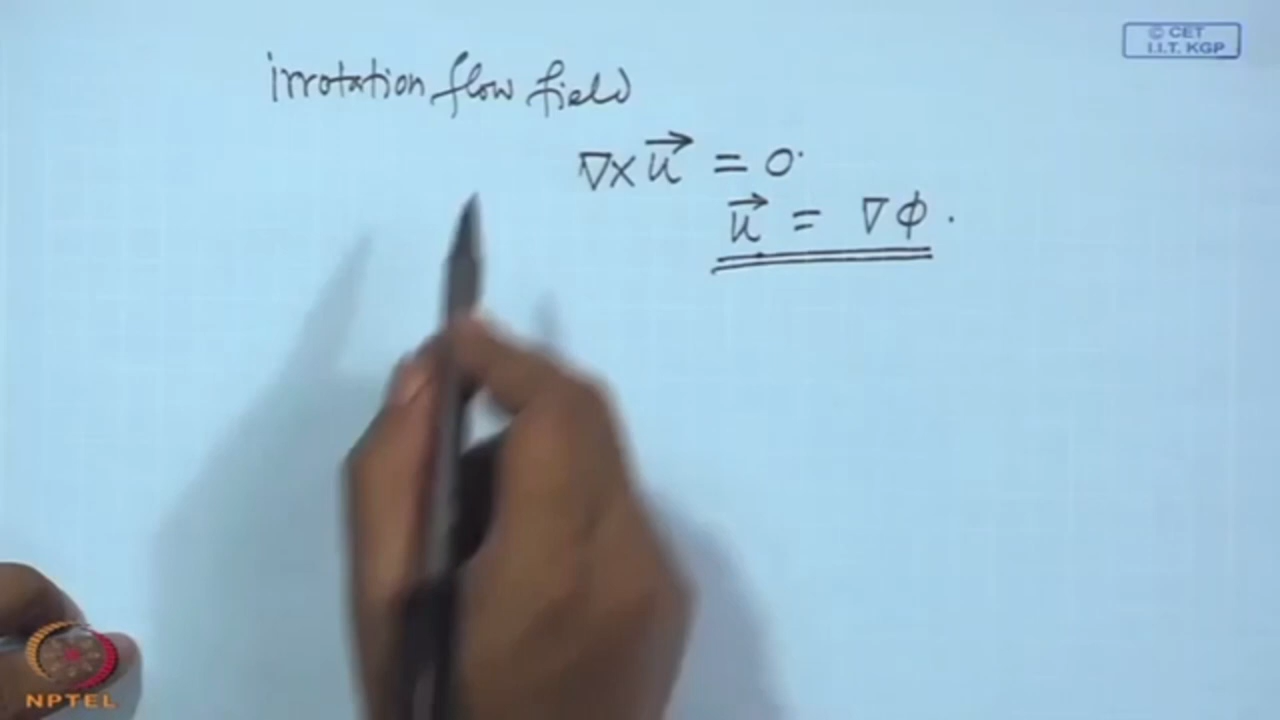 © CET
I.I.T. KGP
irrotation flow field
∇× u⃗ = 0.
u⃗ = ∇φ.
NPTEL